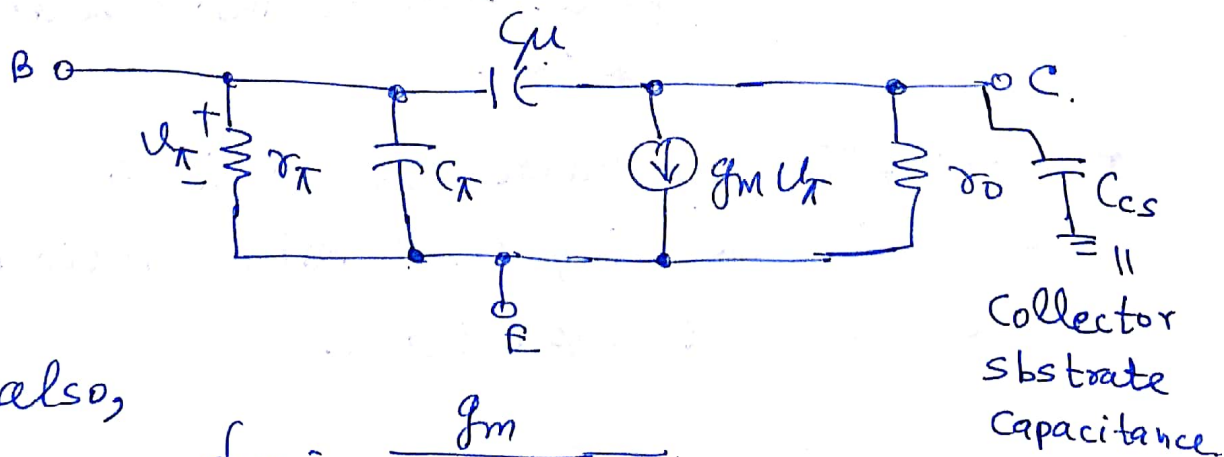 Cμ
B C.
+ vπ - rπ Cπ gm vπ ro Ccs
E
Collector
sbstrate
Capacitance
also,
gm